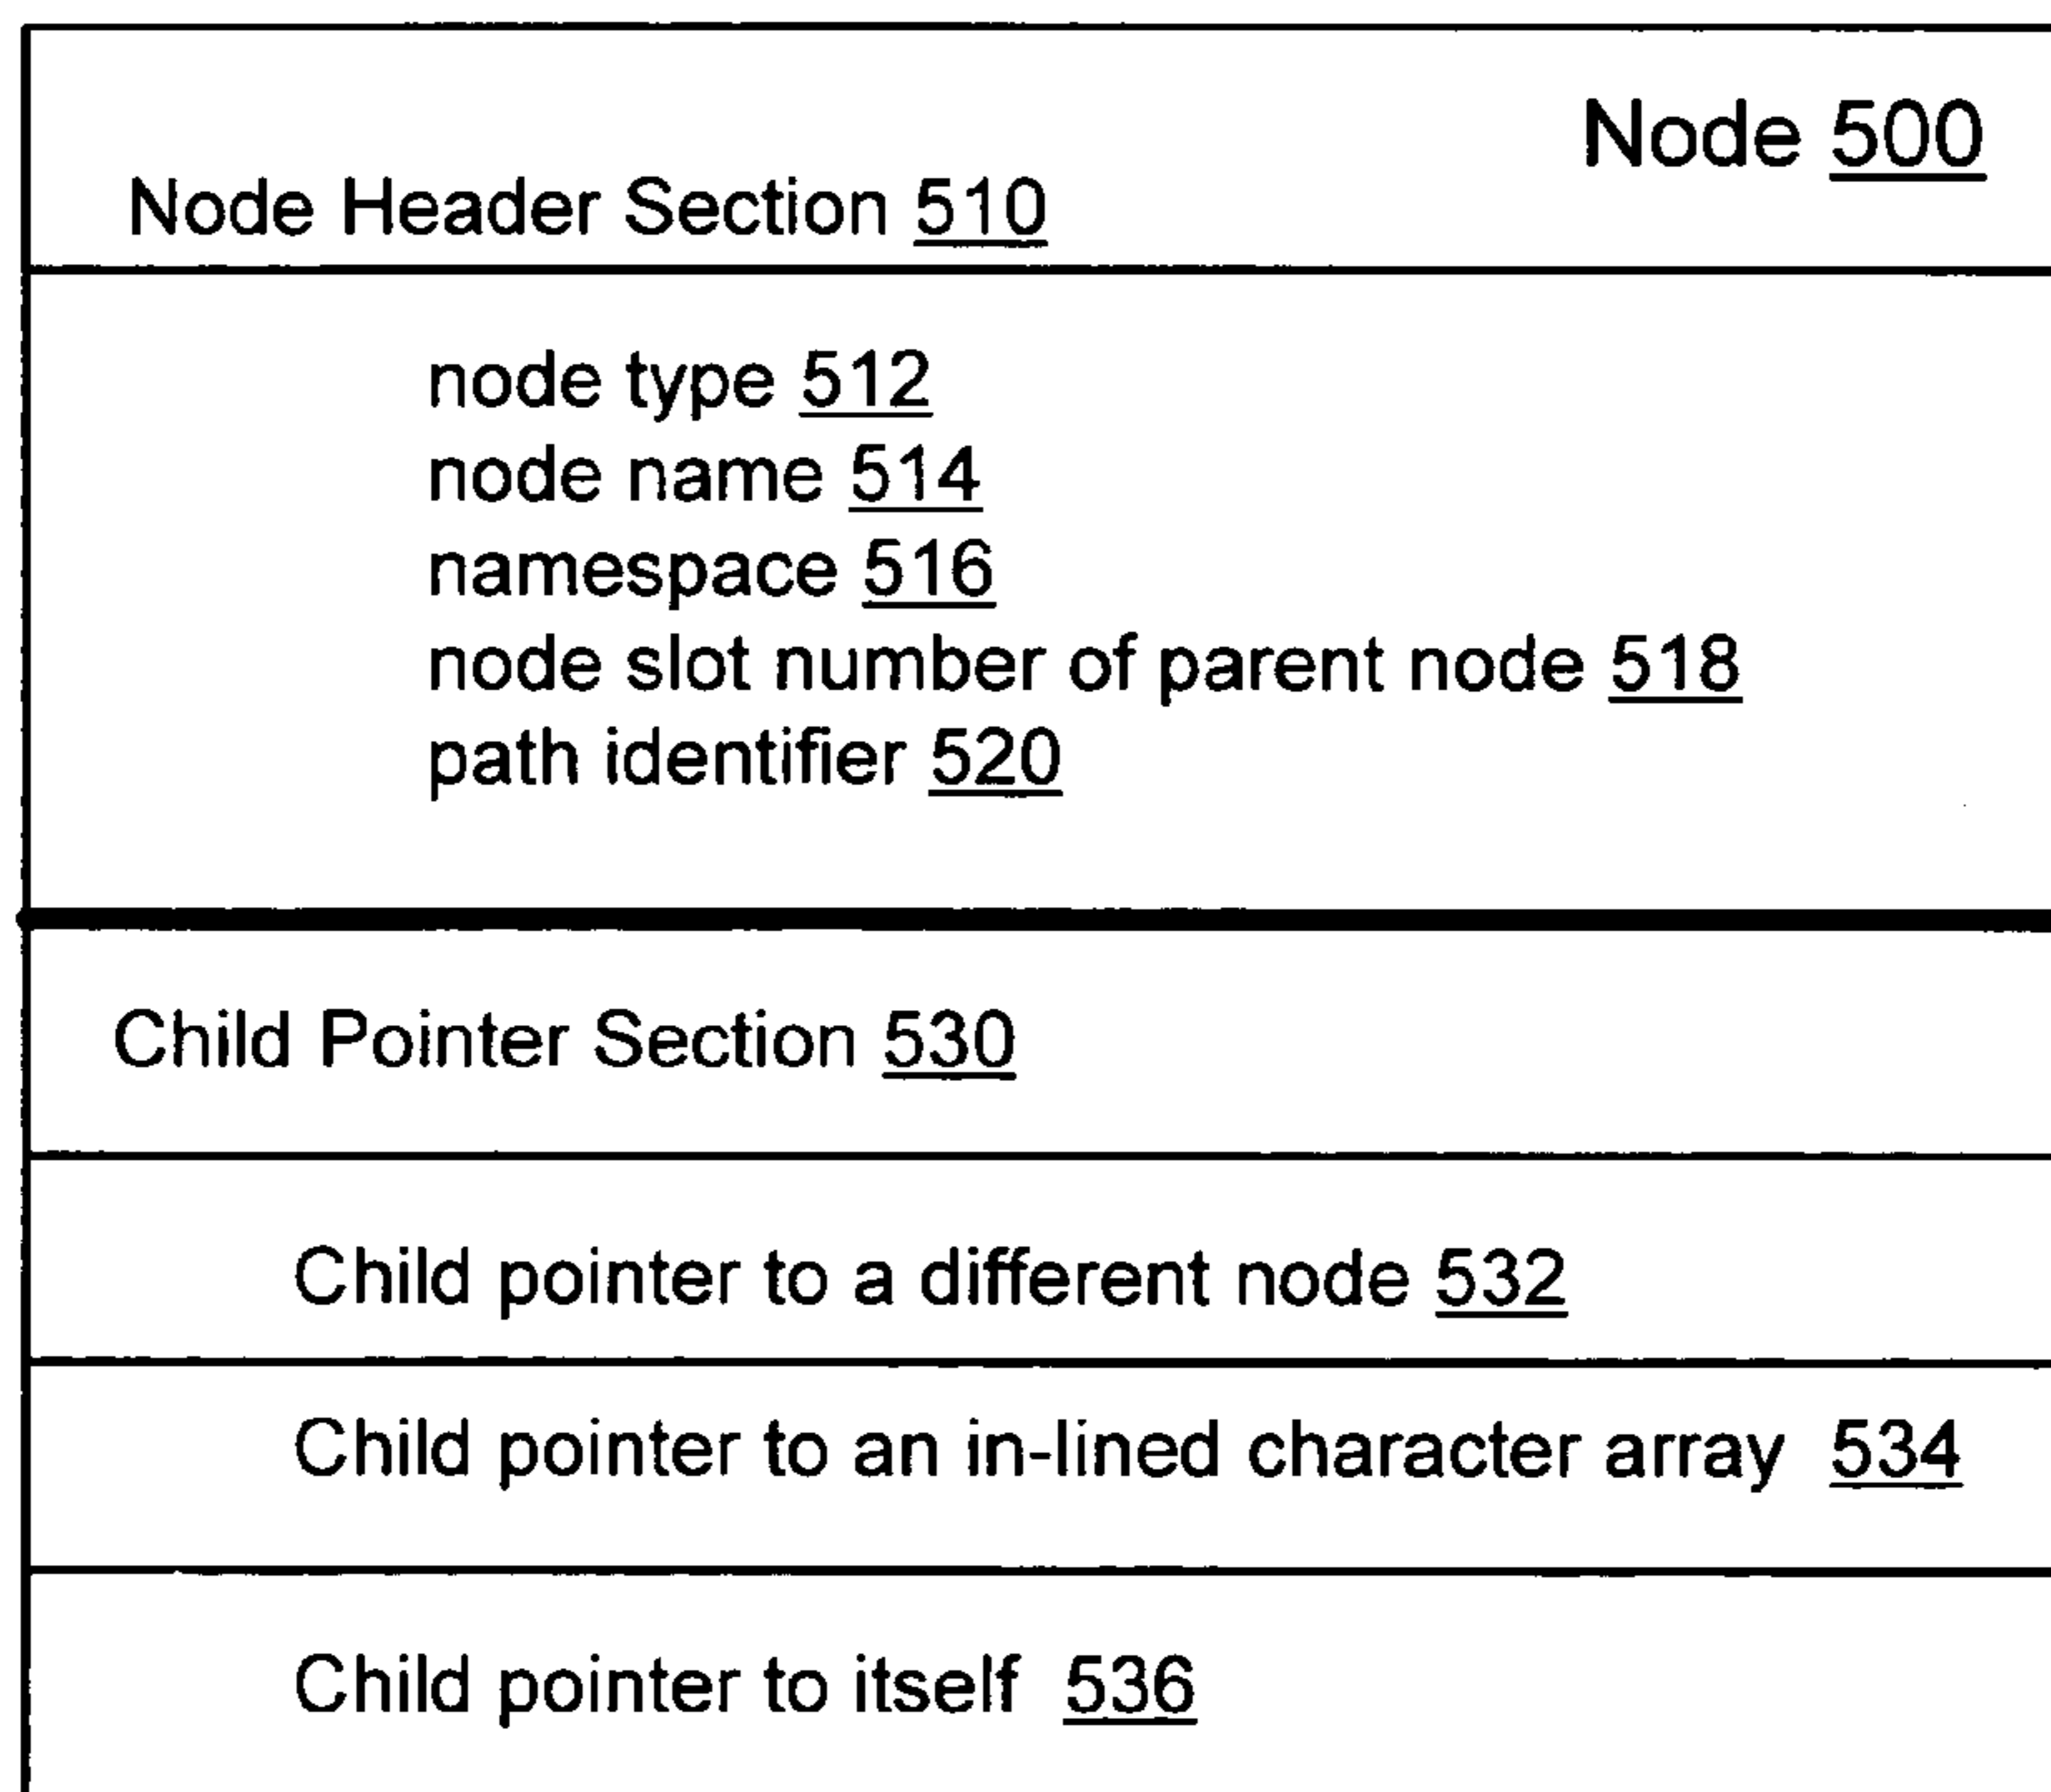 Node 500
Node Header Section 510
node type 512
node name 514
namespace 516
node slot number of parent node 518
path identifier 520
Child Pointer Section 530
Child pointer to a different node 532
Child pointer to an in-lined character array 534
Child pointer to itself 536